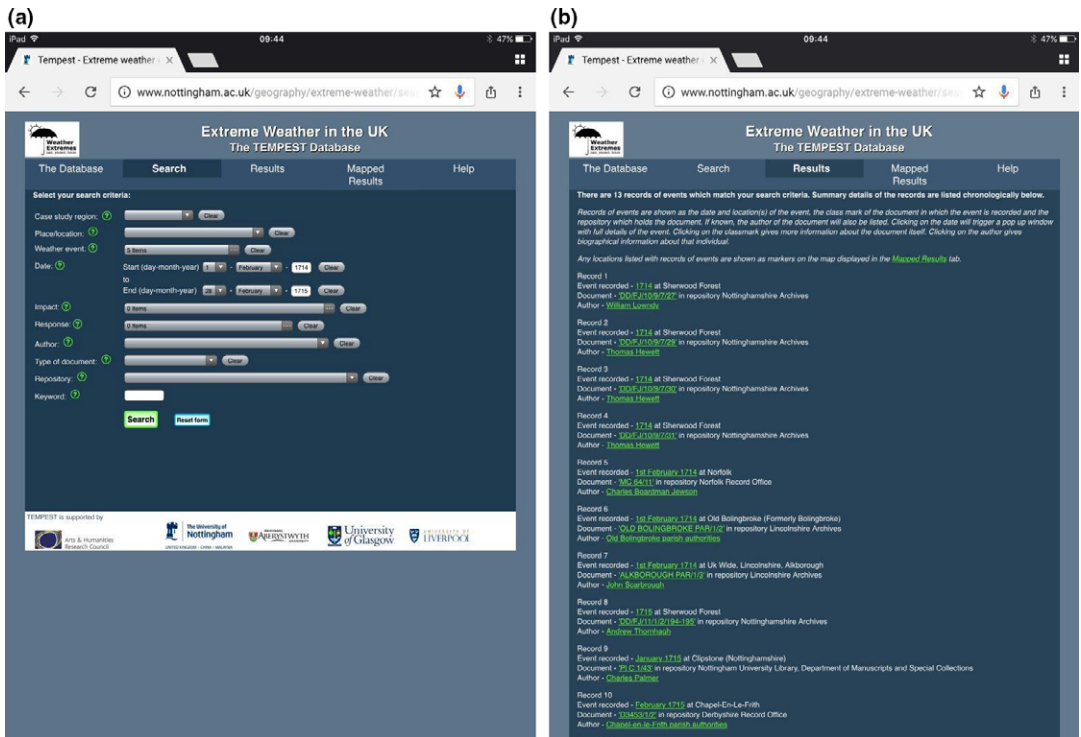 (a)
iPad
09:44
47%
Tempest - Extreme weather
www.nottingham.ac.uk/geography/extreme-weather/sea
Weather
Extremes
Extreme Weather in the UK
The TEMPEST Database
The Database
Search
Results
Mapped
Results
Help
Select your search criteria:
Case study region:
Clear
Place/location:
Clear
Weather event:
5 items
Clear
Date:
Start (day-month-year) 1 - February - 1714 Clear
to
End (day-month-year) 28 - February - 1715 Clear
Impact:
0 items
Clear
Response:
0 items
Clear
Author:
Clear
Type of document:
Clear
Repository:
Clear
Keyword:
Search
Reset form
TEMPEST is supported by
Arts & Humanities
Research Council
The University of
Nottingham
UNITED KINGDOM · CHINA · MALAYSIA
ABERYSTWYTH
University
of Glasgow
UNIVERSITY OF
LIVERPOOL
(b)
iPad
09:44
47%
Tempest - Extreme weather
www.nottingham.ac.uk/geography/extreme-weather/sea
Weather
Extremes
Extreme Weather in the UK
The TEMPEST Database
The Database
Search
Results
Mapped
Results
Help
There are 13 records of events which match your search criteria. Summary details of the records are listed chronologically below.
Records of events are shown as the date and location(s) of the event, the class mark of the document in which the event is recorded and the
repository which holds the document. If known, the author of the document will also be listed. Clicking on the date will trigger a pop up window
with full details of the event. Clicking on the classmark gives more information about the document itself. Clicking on the author gives
biographical information about that individual.
Any locations listed with records of events are shown as markers on the map displayed in the Mapped Results tab.
Record 1
Event recorded - 1714 at Sherwood Forest
Document - 'DD/FJ/10/9/7/27' in repository Nottinghamshire Archives
Author - William Lowndy
Record 2
Event recorded - 1714 at Sherwood Forest
Document - 'DD/FJ/10/9/7/29' in repository Nottinghamshire Archives
Author - Thomas Hewett
Record 3
Event recorded - 1714 at Sherwood Forest
Document - 'DD/FJ/10/9/7/30' in repository Nottinghamshire Archives
Author - Thomas Hewett
Record 4
Event recorded - 1714 at Sherwood Forest
Document - 'DD/FJ/10/9/7/31' in repository Nottinghamshire Archives
Author - Thomas Hewett
Record 5
Event recorded - 1st February 1714 at Norfolk
Document - 'MC 64/11' in repository Norfolk Record Office
Author - Charles Boardman Jewson
Record 6
Event recorded - 1st February 1714 at Old Bolingbroke (Formerly Bolingbroke)
Document - 'OLD BOLINGBROKE PAR/1/2' in repository Lincolnshire Archives
Author - Old Bolingbroke parish authorities
Record 7
Event recorded - 1st February 1714 at Uk Wide, Lincolnshire, Alkborough
Document - 'ALKBOROUGH PAR/1/3' in repository Lincolnshire Archives
Author - John Scarbrough
Record 8
Event recorded - 1715 at Sherwood Forest
Document - 'DD/FJ/11/1/2/194-195' in repository Nottinghamshire Archives
Author - Andrew Thornhagh
Record 9
Event recorded - January 1715 at Clipstone (Nottinghamshire)
Document - 'Pl C 1/43' in repository Nottingham University Library, Department of Manuscripts and Special Collections
Author - Charles Palmer
Record 10
Event recorded - February 1715 at Chapel-En-Le-Frith
Document - 'D3453/1/2' in repository Derbyshire Record Office
Author - Chapel-en-le-Frith parish authorities